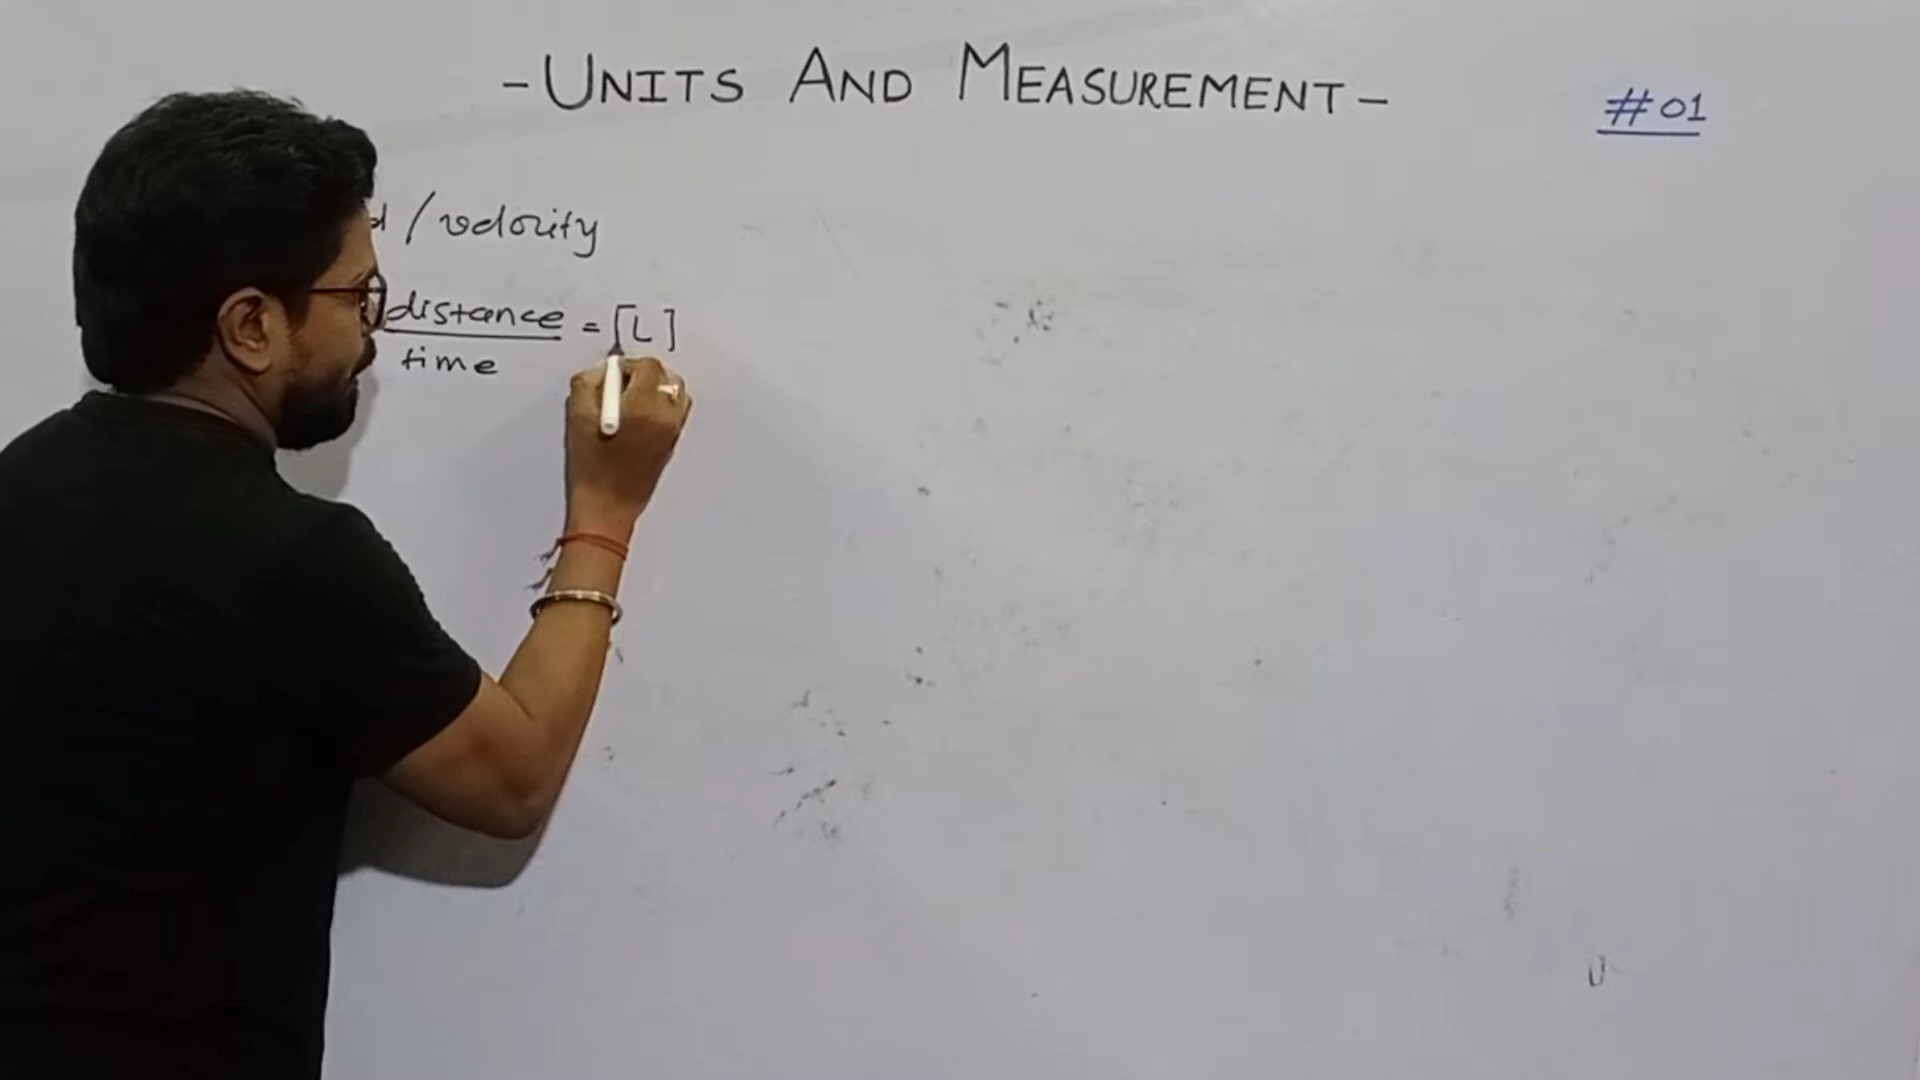 - UNITS AND MEASUREMENT -
#01
d / velocity
distance = [L]
time